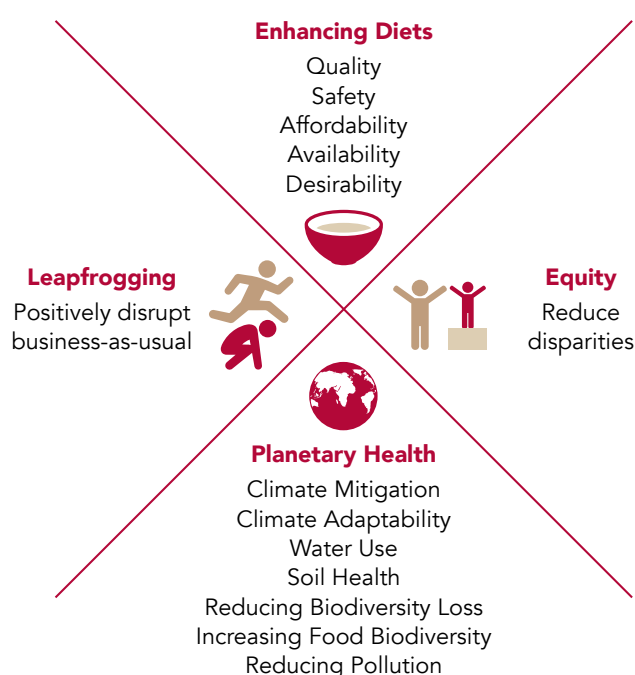 Enhancing Diets
Quality
Safety
Affordability
Availability
Desirability
Leapfrogging
Positively disrupt
business-as-usual
Equity
Reduce
disparities
Planetary Health
Climate Mitigation
Climate Adaptability
Water Use
Soil Health
Reducing Biodiversity Loss
Increasing Food Biodiversity
Reducing Pollution